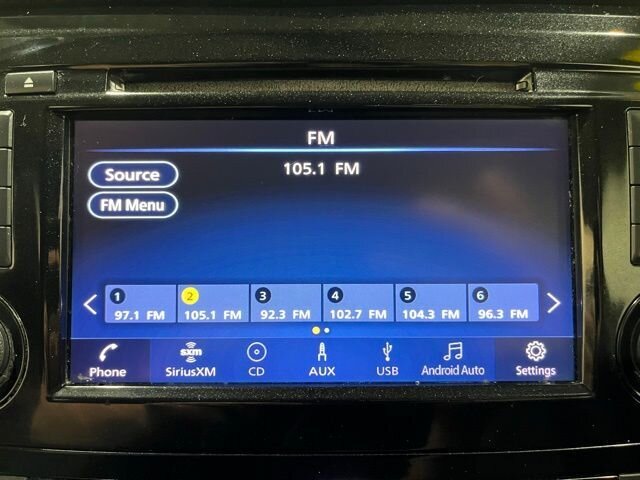 FM
105.1 FM
Source
FM Menu
1 2 3 4 5 6
97.1 FM 105.1 FM 92.3 FM 102.7 FM 104.3 FM 96.3 FM
sxm
Phone SiriusXM CD AUX USB Android Auto Settings